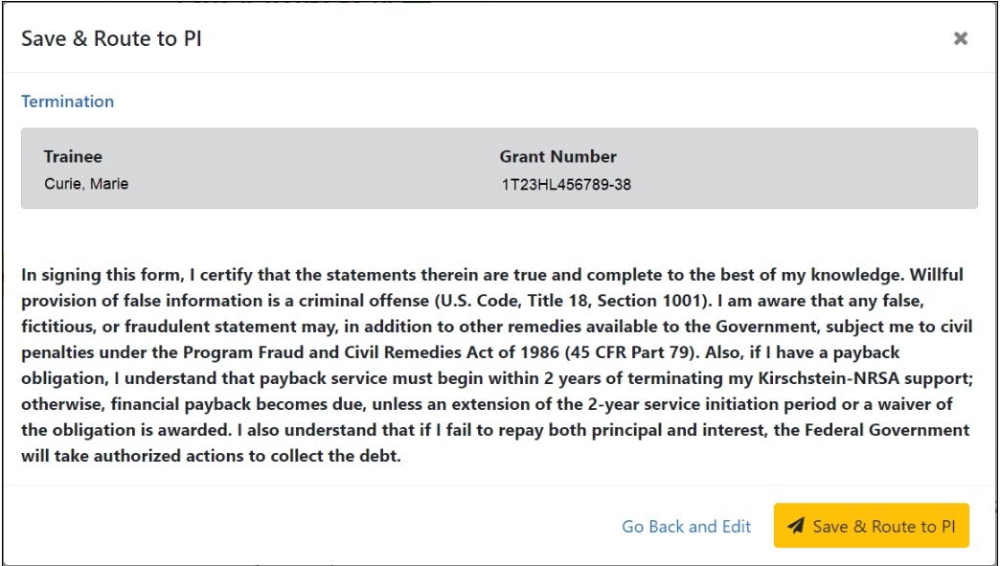 Save & Route to PI
Termination
Trainee
Grant Number
Curie, Marie
1T23HL456789-38
In signing this form, I certify that the statements therein are true and complete to the best of my knowledge. Willful
provision of false information is a criminal offense (U.S. Code, Title 18, Section 1001). I am aware that any false,
fictitious, or fraudulent statement may, in addition to other remedies available to the Government, subject me to civil
penalties under the Program Fraud and Civil Remedies Act of 1986 (45 CFR Part 79). Also, if I have a payback
obligation, I understand that payback service must begin within 2 years of terminating my Kirschstein-NRSA support;
otherwise, financial payback becomes due, unless an extension of the 2-year service initiation period or a waiver of
the obligation is awarded. I also understand that if I fail to repay both principal and interest, the Federal Government
will take authorized actions to collect the debt.
Go Back and Edit
Save & Route to PI